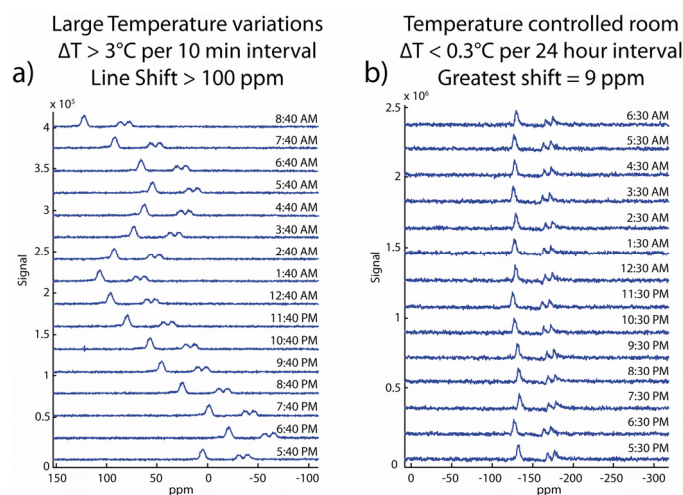 Large Temperature variations
ΔT > 3°C per 10 min interval
Line Shift > 100 ppm
a)
x 10⁵
4
3.5
3
2.5
2
1.5
1
0.5
0
Signal
8:40 AM
7:40 AM
6:40 AM
5:40 AM
4:40 AM
3:40 AM
2:40 AM
1:40 AM
12:40 AM
11:40 PM
10:40 PM
9:40 PM
8:40 PM
7:40 PM
6:40 PM
5:40 PM
150 100 50 0 -50 -100
ppm
Temperature controlled room
ΔT < 0.3°C per 24 hour interval
Greatest shift = 9 ppm
b)
x 10⁶
2.5
2
1.5
1
0.5
0
Signal
6:30 AM
5:30 AM
4:30 AM
3:30 AM
2:30 AM
1:30 AM
12:30 AM
11:30 PM
10:30 PM
9:30 PM
8:30 PM
7:30 PM
6:30 PM
5:30 PM
0 -50 -100 -150 -200 -250 -300
ppm